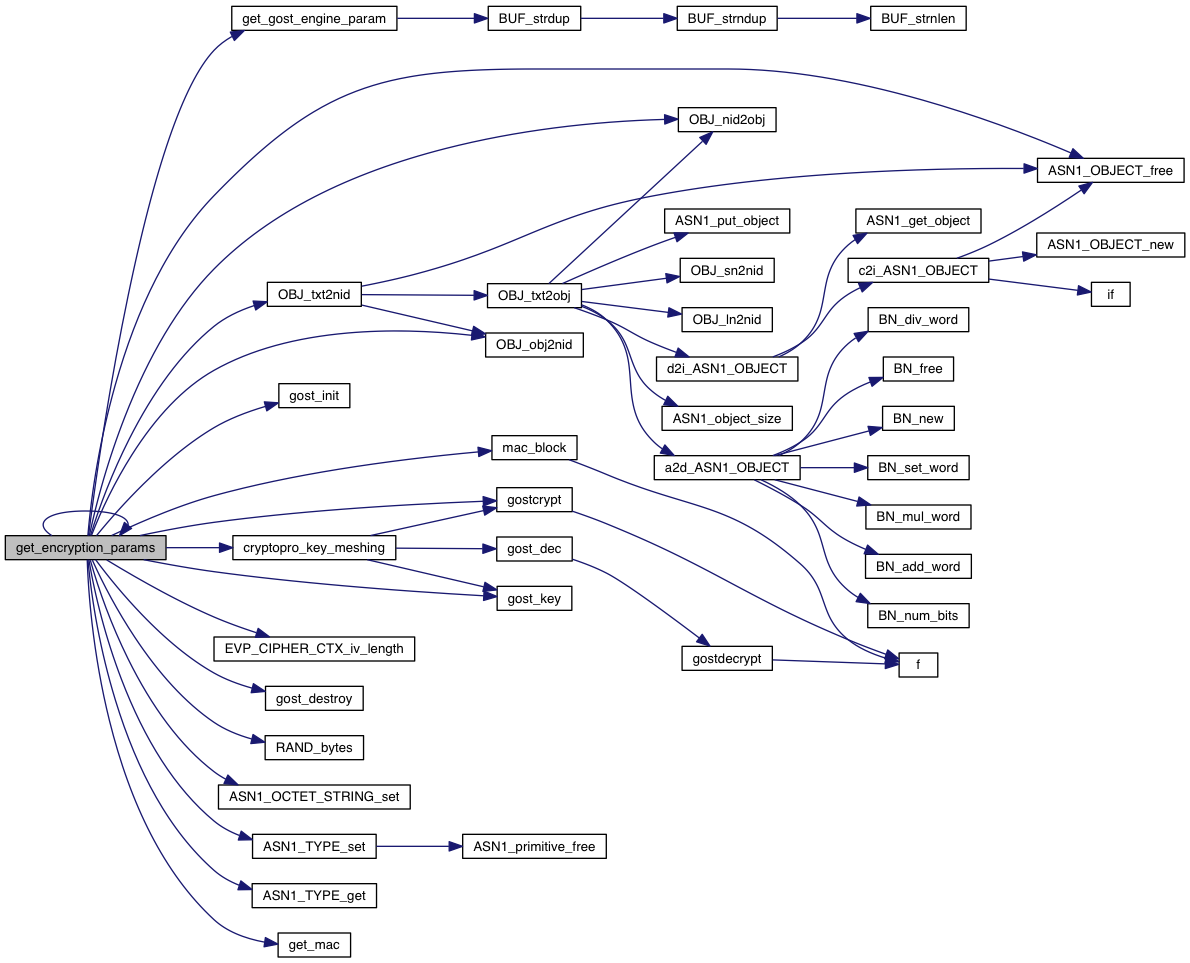 get_gost_engine_param
BUF_strdup
BUF_strndup
BUF_strnlen
OBJ_nid2obj
ASN1_OBJECT_free
ASN1_put_object
ASN1_get_object
ASN1_OBJECT_new
OBJ_sn2nid
c2i_ASN1_OBJECT
OBJ_txt2nid
OBJ_txt2obj
if
OBJ_ln2nid
BN_div_word
OBJ_obj2nid
d2i_ASN1_OBJECT
BN_free
gost_init
ASN1_object_size
BN_new
mac_block
a2d_ASN1_OBJECT
BN_set_word
gostcrypt
BN_mul_word
get_encryption_params
cryptopro_key_meshing
gost_dec
BN_add_word
gost_key
BN_num_bits
EVP_CIPHER_CTX_iv_length
gostdecrypt
f
gost_destroy
RAND_bytes
ASN1_OCTET_STRING_set
ASN1_TYPE_set
ASN1_primitive_free
ASN1_TYPE_get
get_mac